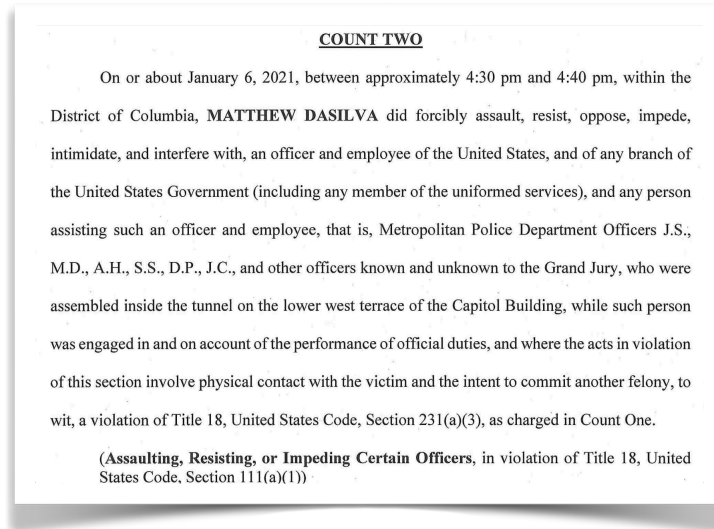 COUNT TWO
On or about January 6, 2021, between approximately 4:30 pm and 4:40 pm, within the
District of Columbia, MATTHEW DASILVA did forcibly assault, resist, oppose, impede,
intimidate, and interfere with, an officer and employee of the United States, and of any branch of
the United States Government (including any member of the uniformed services), and any person
assisting such an officer and employee, that is, Metropolitan Police Department Officers J.S.,
M.D., A.H., S.S., D.P., J.C., and other officers known and unknown to the Grand Jury, who were
assembled inside the tunnel on the lower west terrace of the Capitol Building, while such person
was engaged in and on account of the performance of official duties, and where the acts in violation
of this section involve physical contact with the victim and the intent to commit another felony, to
wit, a violation of Title 18, United States Code, Section 231(a)(3), as charged in Count One.
(Assaulting, Resisting, or Impeding Certain Officers, in violation of Title 18, United
States Code, Section 111(a)(1))